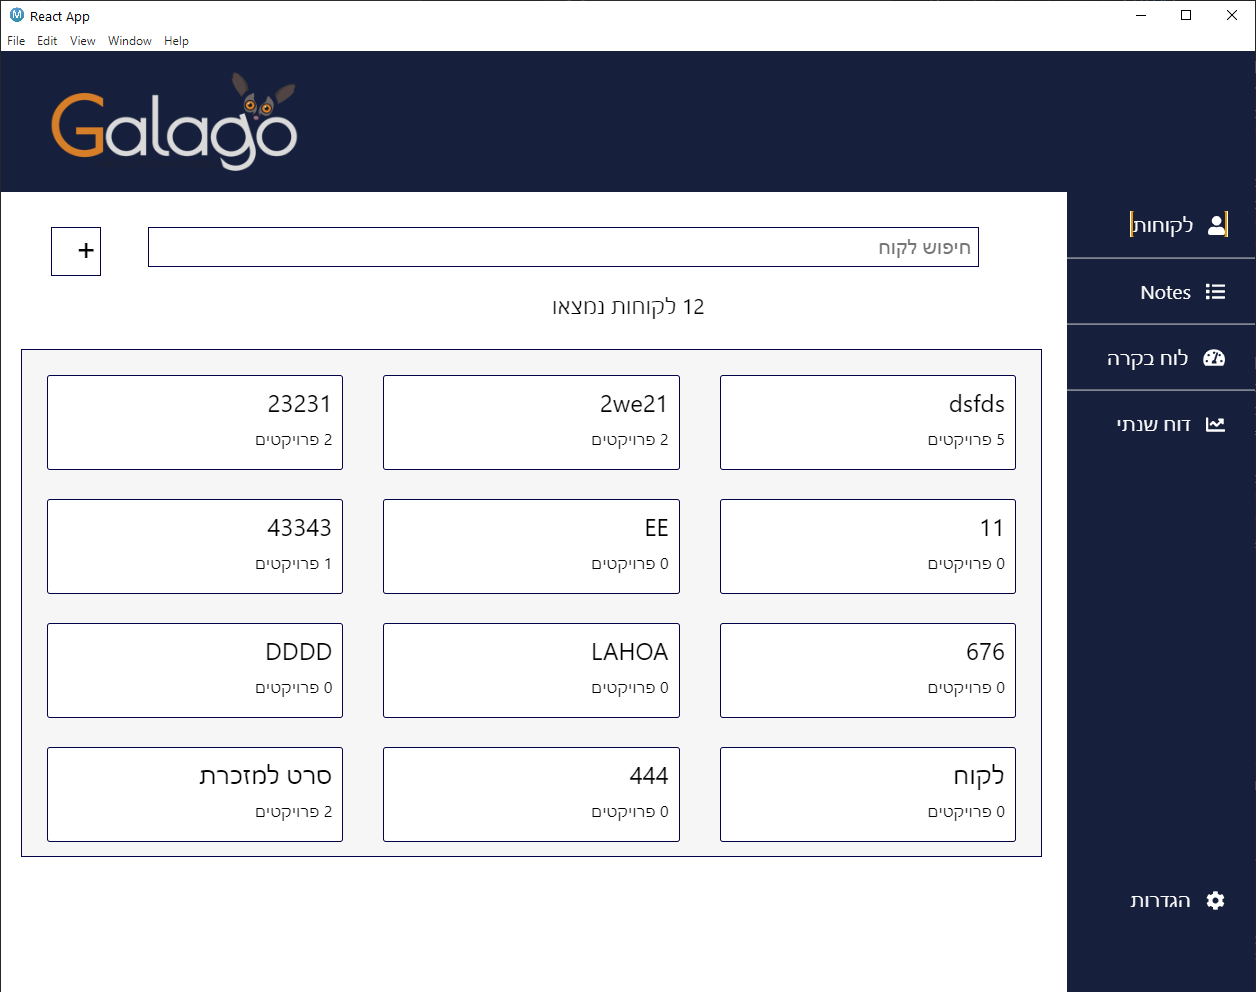 React App
File Edit View Window Help
Galago
לקוחות
Notes
לוח בקרה
דוח שנתי
הגדרות
חיפוש לקוח
+
12 לקוחות נמצאו
dsfds
5 פרויקטים
2we21
2 פרויקטים
23231
2 פרויקטים
11
0 פרויקטים
EE
0 פרויקטים
43343
1 פרויקטים
676
0 פרויקטים
LAHOA
0 פרויקטים
DDDD
0 פרויקטים
לקוח
0 פרויקטים
444
0 פרויקטים
סרט למזכרת
2 פרויקטים